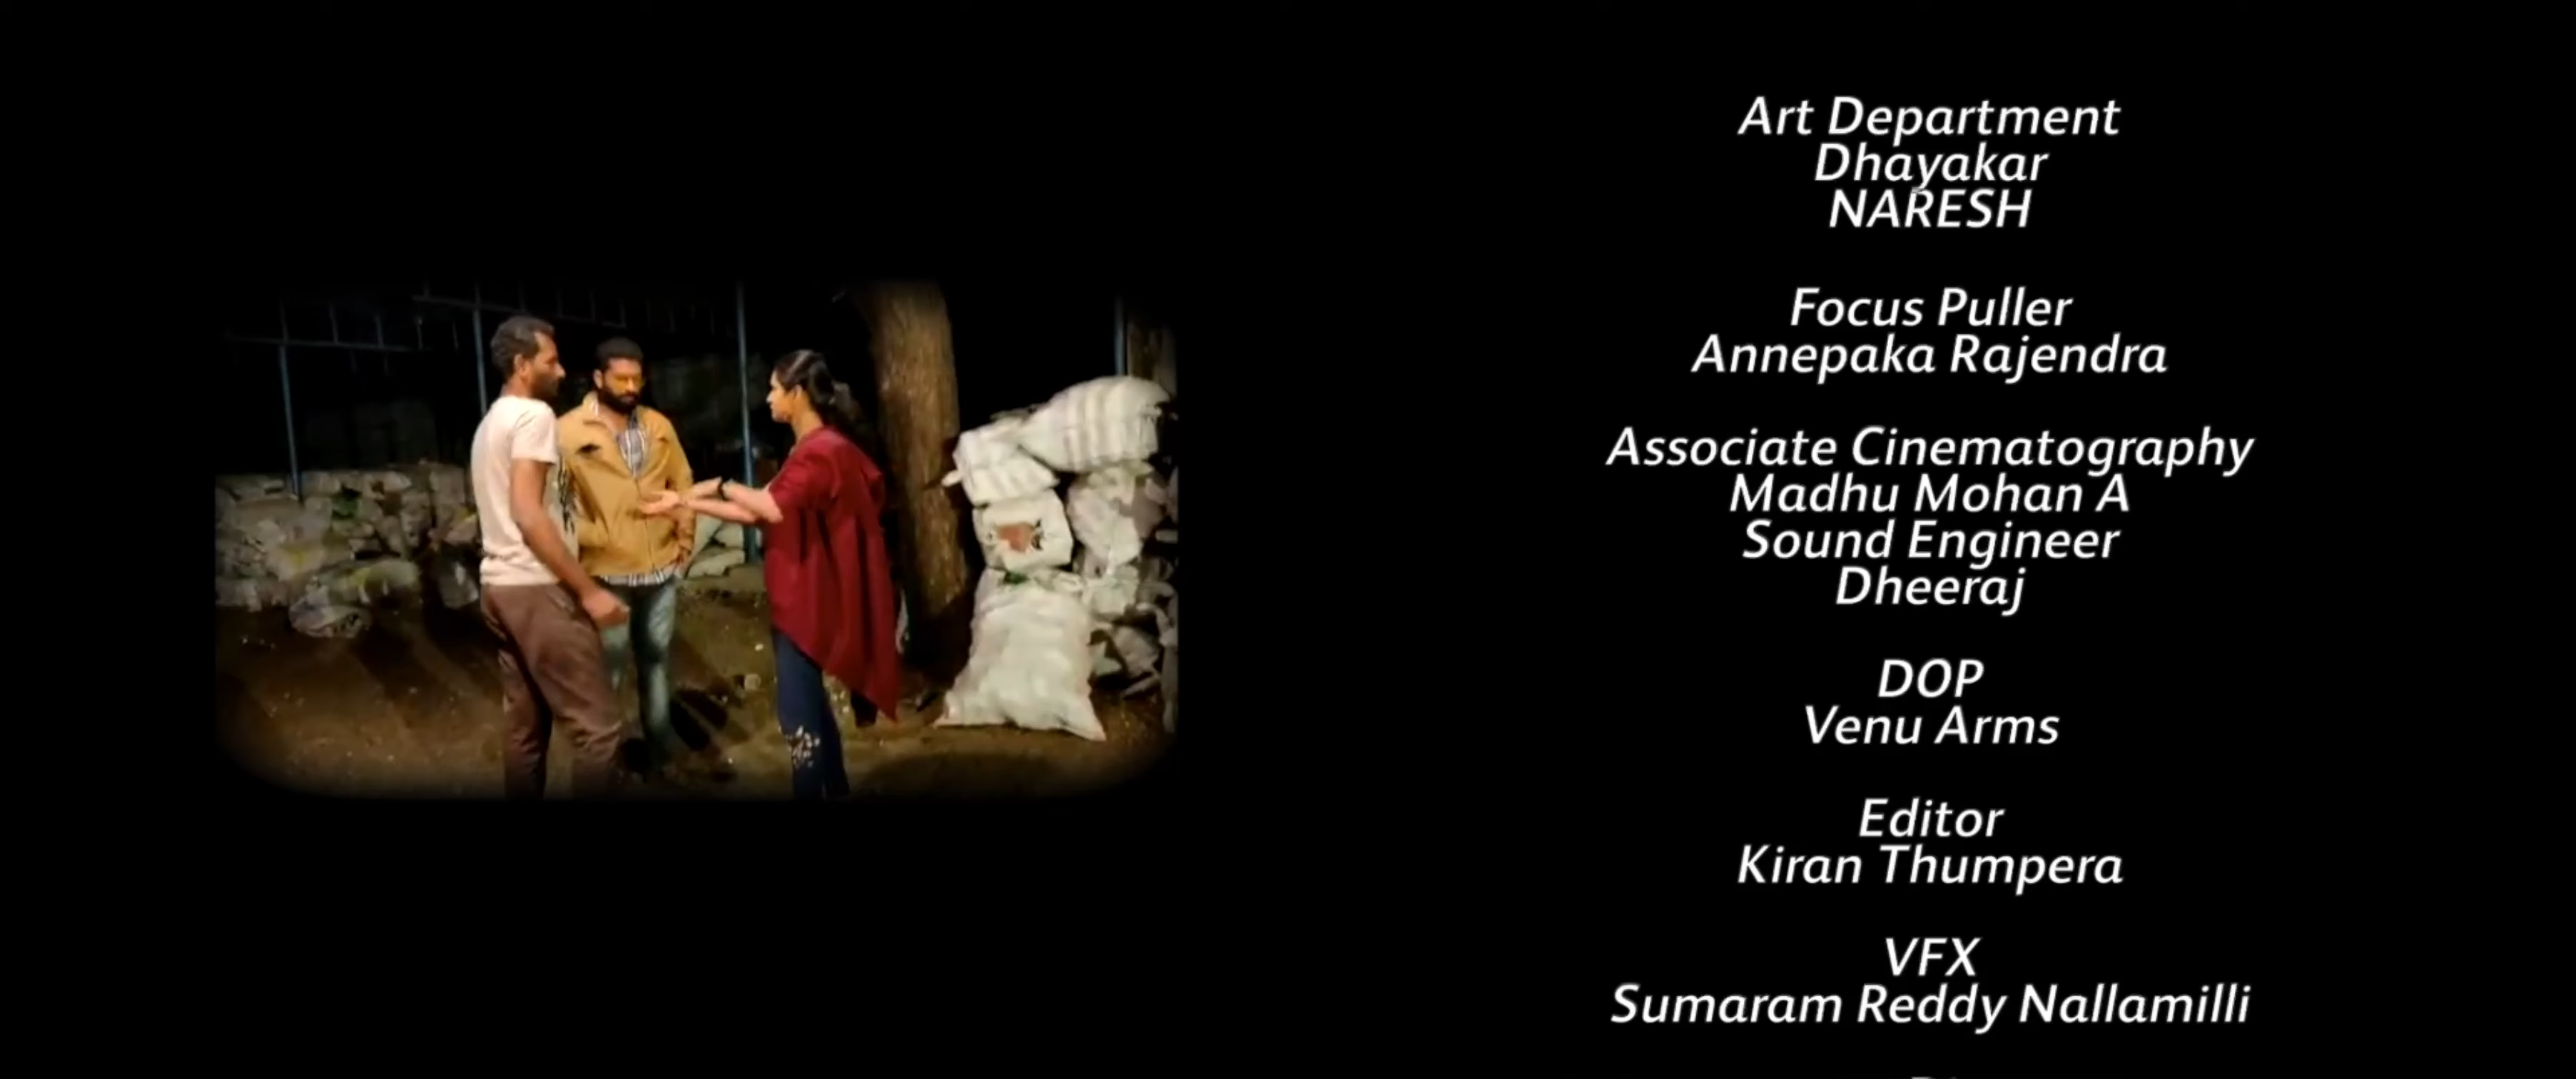 Art Department
Dhayakar
NARESH
Focus Puller
Annepaka Rajendra
Associate Cinematography
Madhu Mohan A
Sound Engineer
Dheeraj
DOP
Venu Arms
Editor
Kiran Thumpera
VFX
Sumaram Reddy Nallamilli